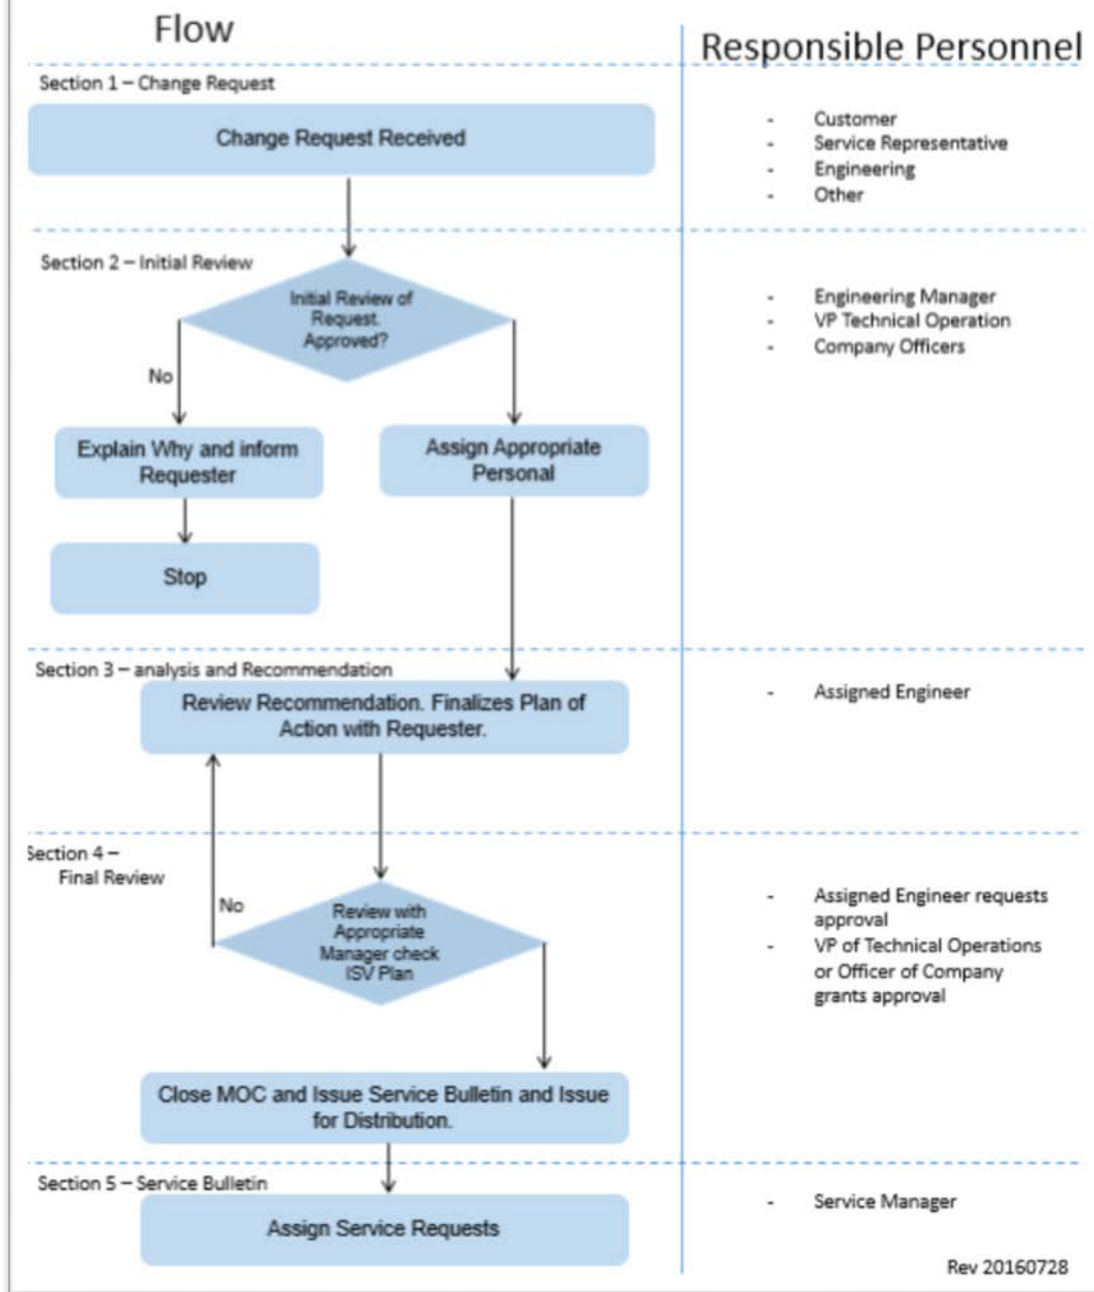 Flow
Responsible Personnel
Section 1 – Change Request
Change Request Received
- Customer
- Service Representative
- Engineering
- Other
Section 2 – Initial Review
Initial Review of
Request.
Approved?
- Engineering Manager
- VP Technical Operation
- Company Officers
No
Explain Why and inform
Requester
Assign Appropriate
Personal
Stop
Section 3 – analysis and Recommendation
Review Recommendation. Finalizes Plan of
Action with Requester.
- Assigned Engineer
Section 4 –
Final Review
No
Review with
Appropriate
Manager check
ISV Plan
- Assigned Engineer requests
approval
- VP of Technical Operations
or Officer of Company
grants approval
Close MOC and Issue Service Bulletin and Issue
for Distribution.
Section 5 – Service Bulletin
Assign Service Requests
- Service Manager
Rev 20160728